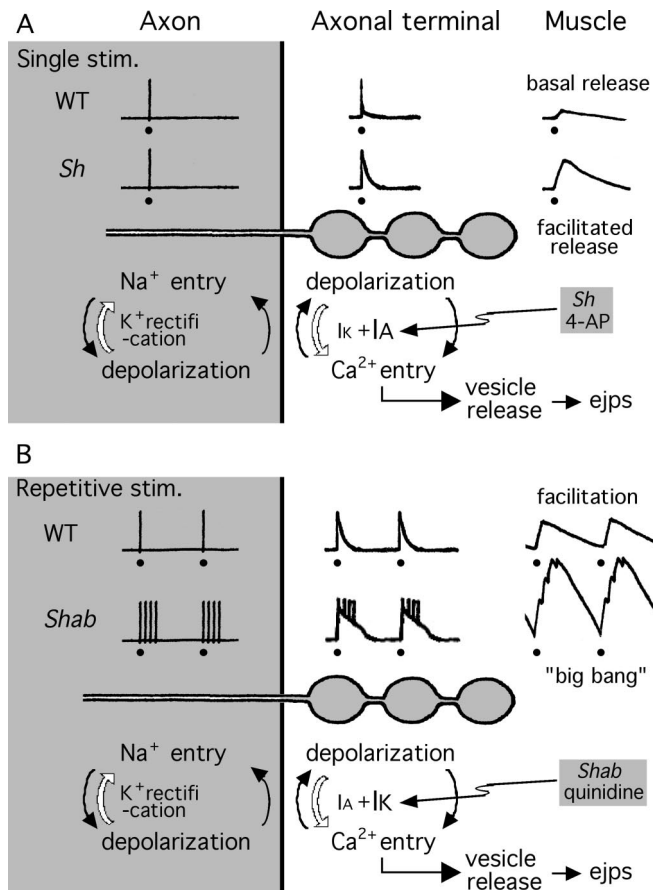 A
Axon
Axonal terminal
Muscle
Single stim.
WT
basal release
Sh
facilitated
release
Na+ entry
K+rectifi
-cation
depolarization
depolarization
IK + IA
Ca2+ entry
Sh
4-AP
vesicle
release
ejps
B
Repetitive stim.
WT
facilitation
Shab
"big bang"
Na+ entry
K+rectifi
-cation
depolarization
depolarization
IA + IK
Ca2+ entry
Shab
quinidine
vesicle
release
ejps